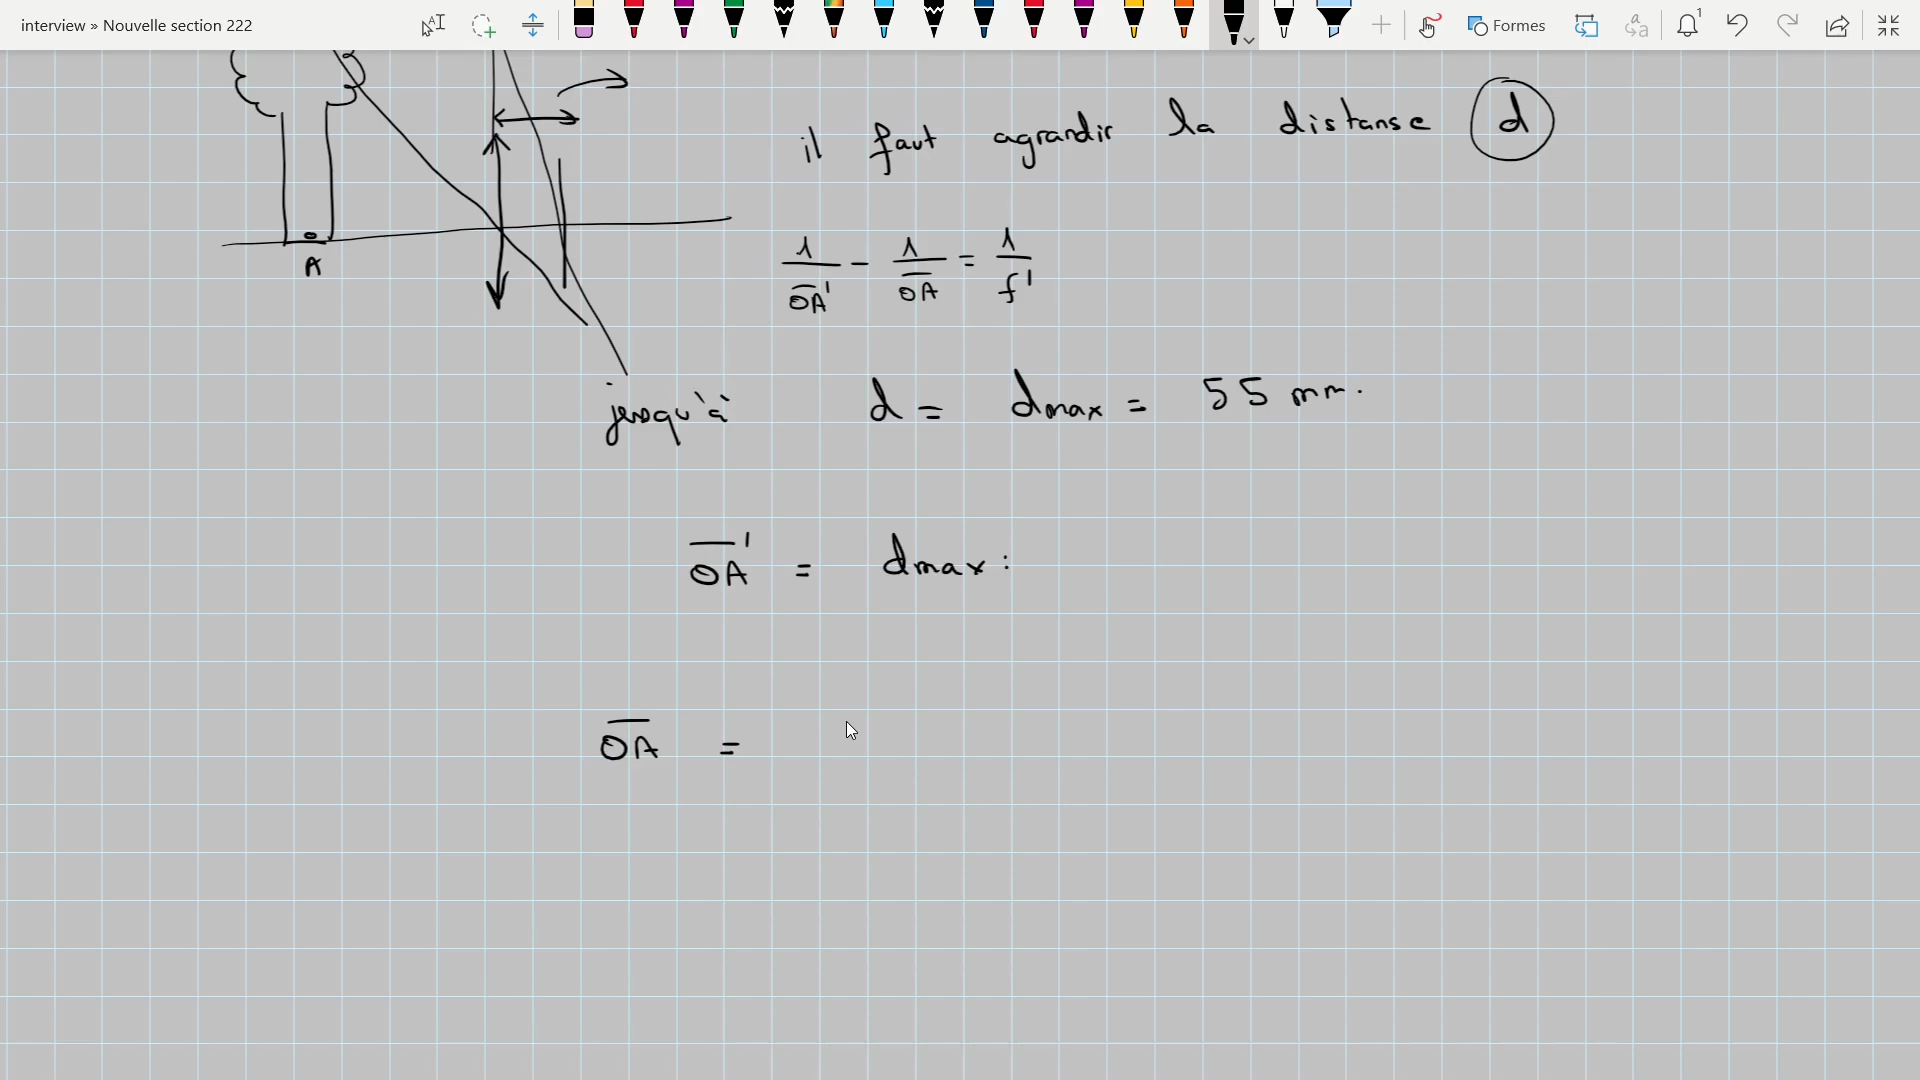 interview » Nouvelle section 222
Formes
1
il faut agrandir la distanse d
A
1/OA' - 1/OA = 1/f'
jusqu'à d = dmax = 55 mm.
OA' = dmax :
OA =